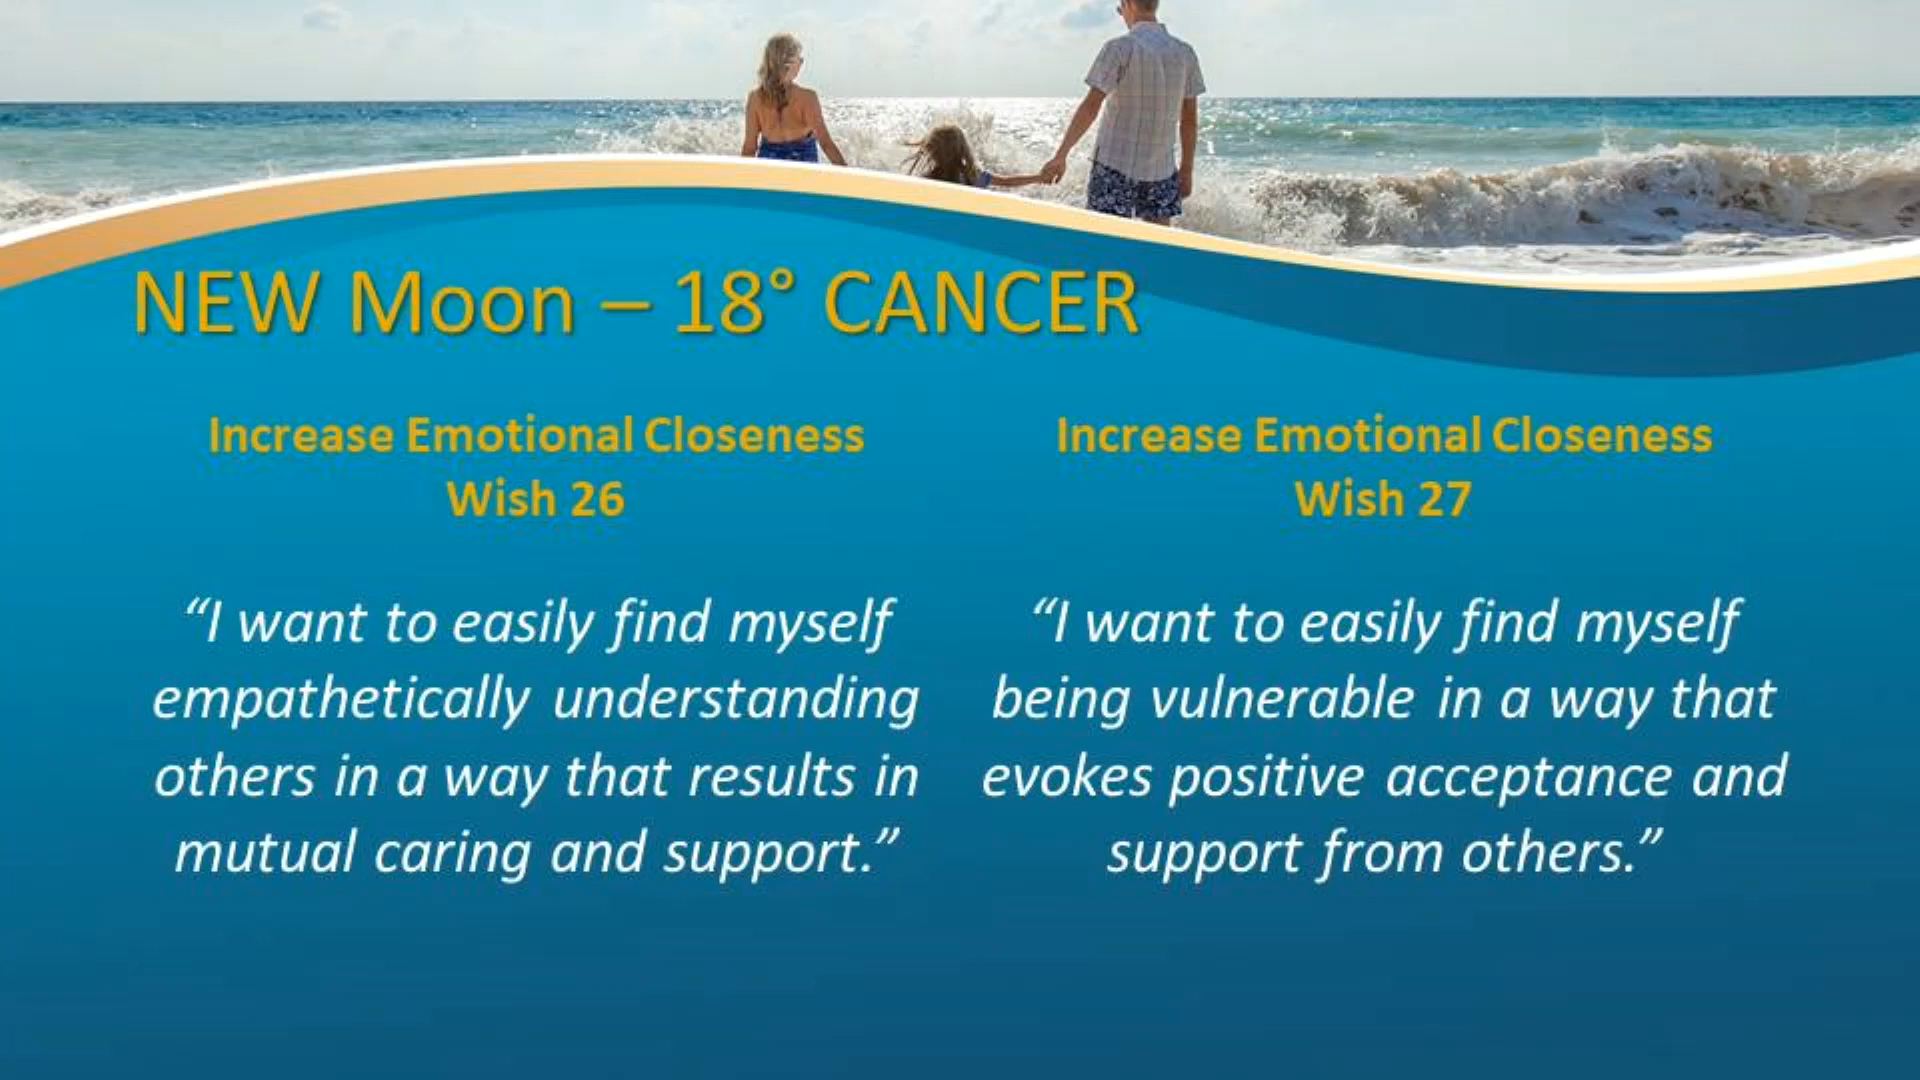 NEW Moon – 18° CANCER
Increase Emotional Closeness
Wish 26
“I want to easily find myself
empathetically understanding
others in a way that results in
mutual caring and support.”
Increase Emotional Closeness
Wish 27
“I want to easily find myself
being vulnerable in a way that
evokes positive acceptance and
support from others.”